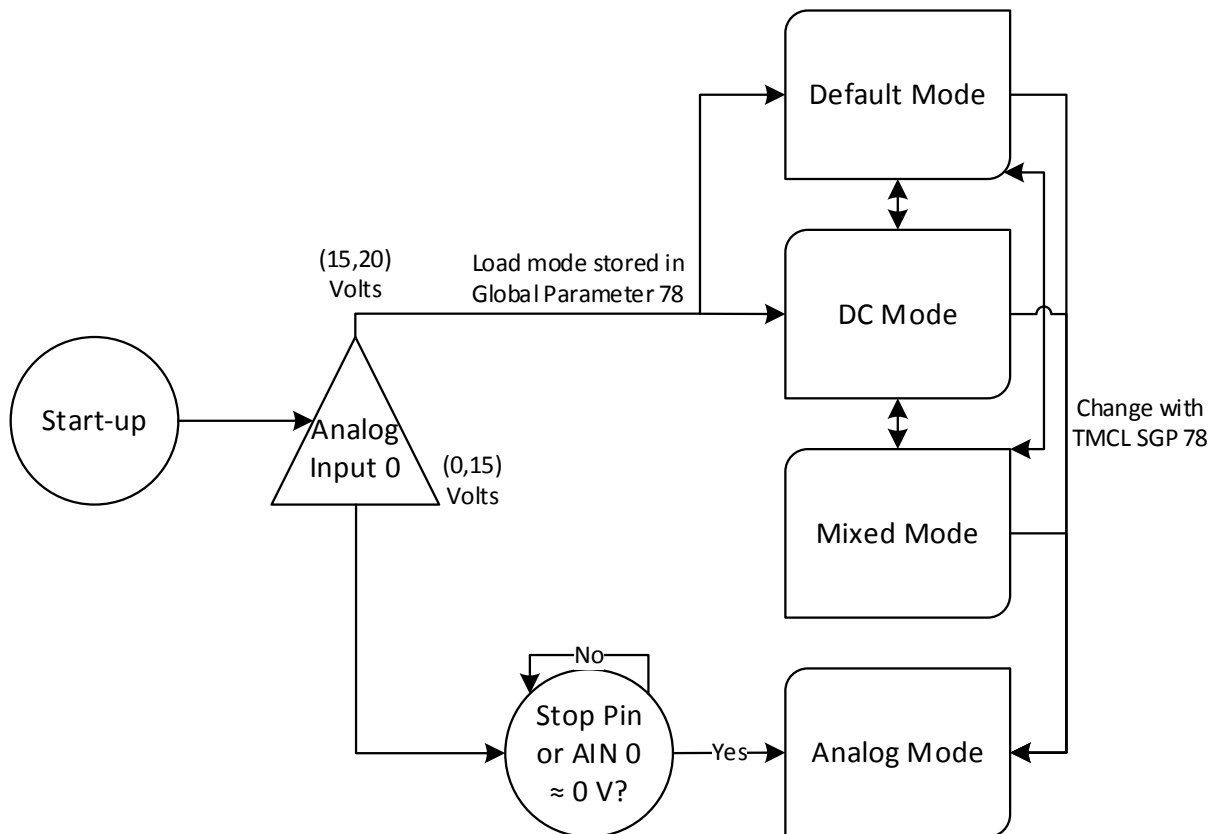 Default Mode
(15,20)
Volts
Load mode stored in
Global Parameter 78
DC Mode
Start-up
Analog
Input 0
(0,15)
Volts
Change with
TMCL SGP 78
Mixed Mode
No
Stop Pin
or AIN 0
≈ 0 V?
Yes
Analog Mode